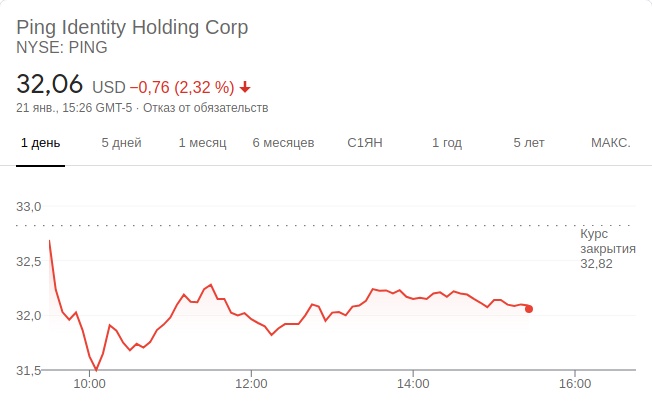 Ping Identity Holding Corp
NYSE: PING
32,06 USD −0,76 (2,32 %)
21 янв., 15:26 GMT-5 · Отказ от обязательств
1 день 5 дней 1 месяц 6 месяцев С1ЯН 1 год 5 лет МАКС.
33,0
Курс
закрытия
32,82
32,5
32,0
31,5
10:00 12:00 14:00 16:00